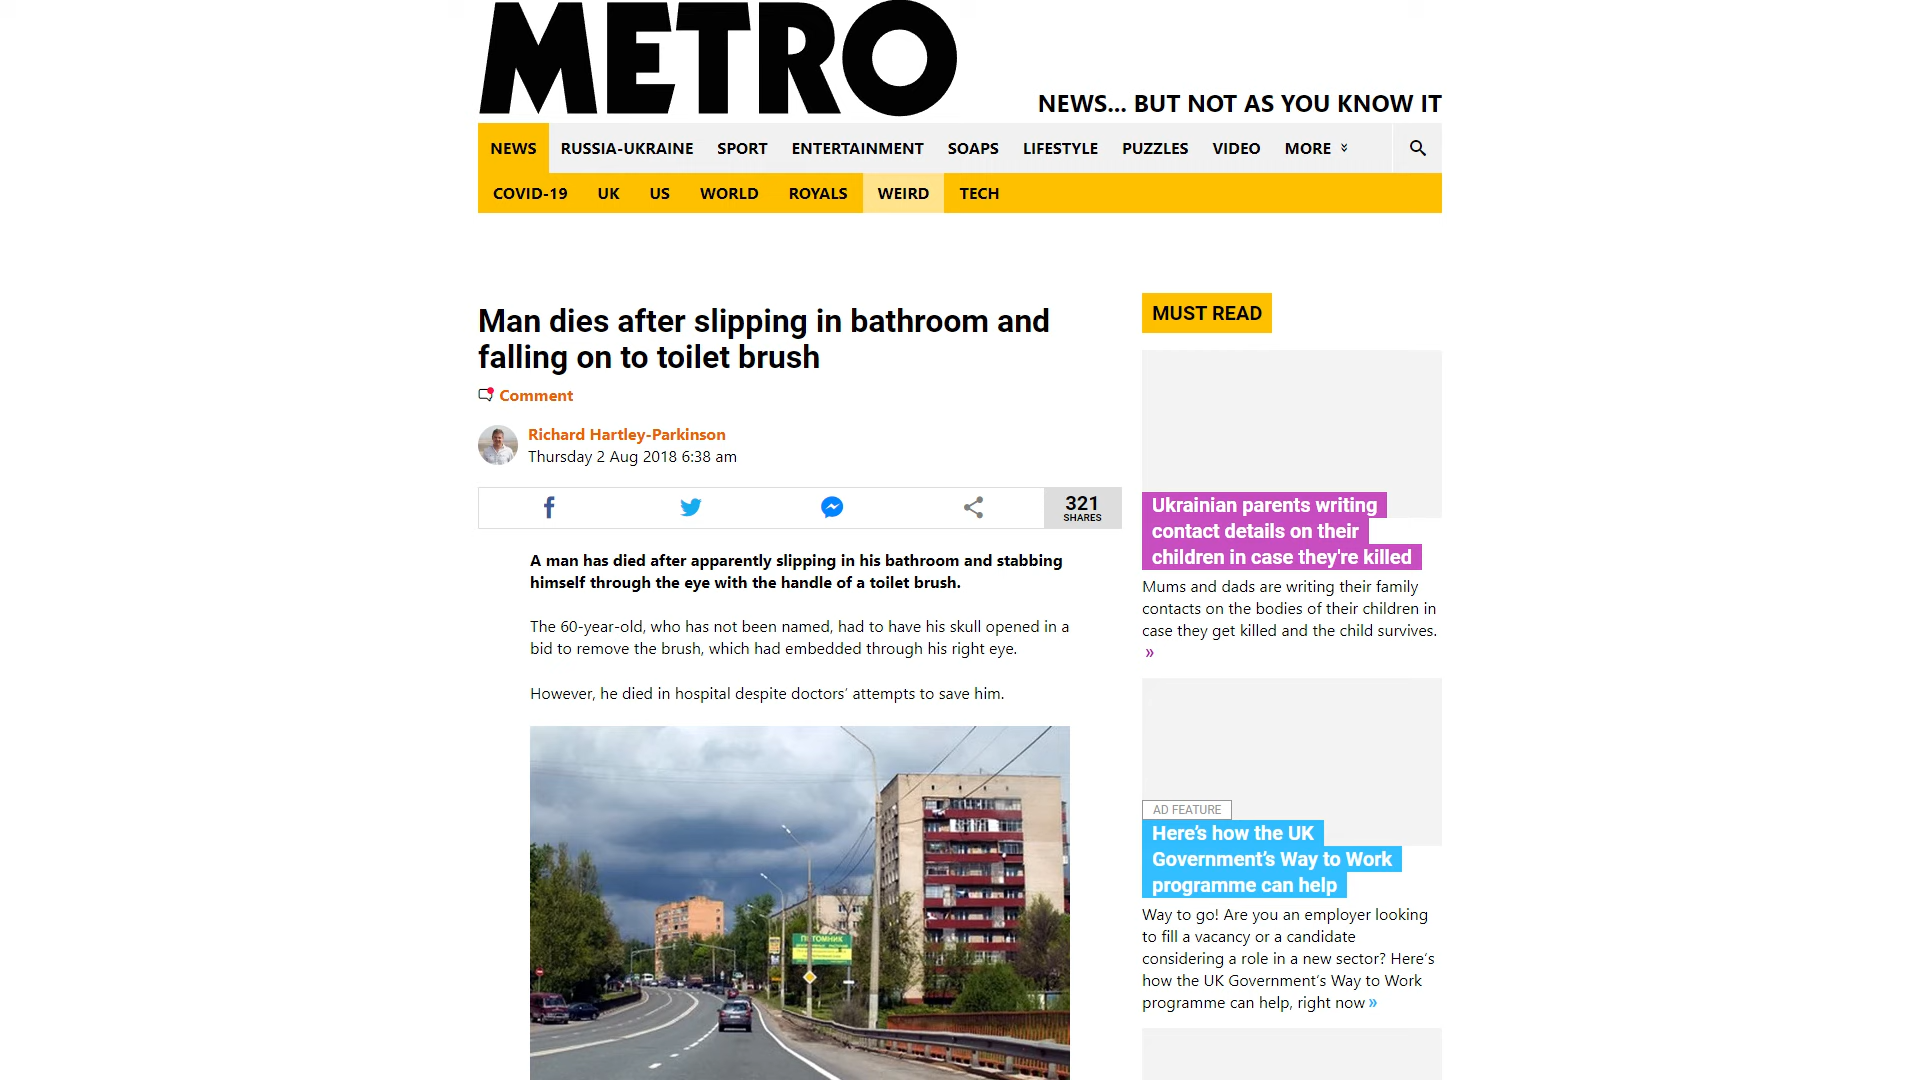 METRO
NEWS... BUT NOT AS YOU KNOW IT
NEWS RUSSIA-UKRAINE SPORT ENTERTAINMENT SOAPS LIFESTYLE PUZZLES VIDEO MORE
COVID-19 UK US WORLD ROYALS WEIRD TECH
Man dies after slipping in bathroom and
falling on to toilet brush
Comment
Richard Hartley-Parkinson
Thursday 2 Aug 2018 6:38 am
321
SHARES
A man has died after apparently slipping in his bathroom and stabbing
himself through the eye with the handle of a toilet brush.
The 60-year-old, who has not been named, had to have his skull opened in a
bid to remove the brush, which had embedded through his right eye.
However, he died in hospital despite doctors’ attempts to save him.
MUST READ
Ukrainian parents writing
contact details on their
children in case they're killed
Mums and dads are writing their family
contacts on the bodies of their children in
case they get killed and the child survives.
»
AD FEATURE
Here’s how the UK
Government’s Way to Work
programme can help
Way to go! Are you an employer looking
to fill a vacancy or a candidate
considering a role in a new sector? Here’s
how the UK Government’s Way to Work
programme can help, right now »